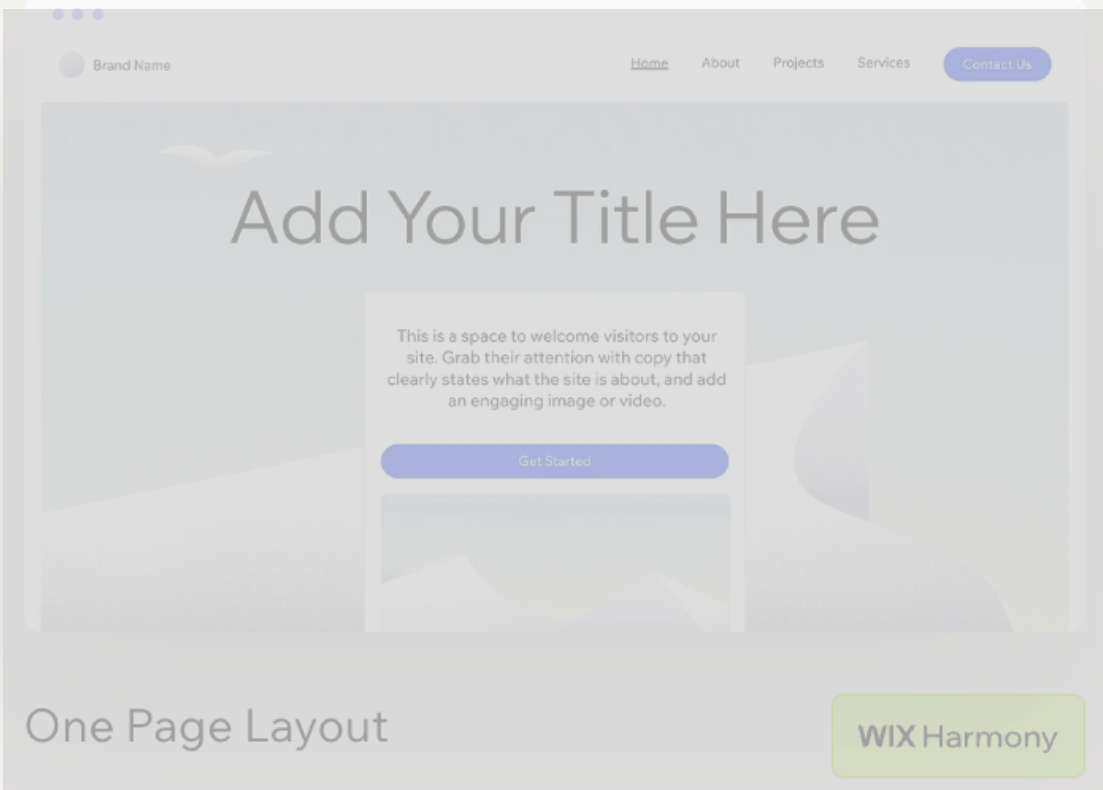 Brand Name
Home About Projects Services Contact Us
Add Your Title Here
This is a space to welcome visitors to your
site. Grab their attention with copy that
clearly states what the site is about, and add
an engaging image or video.
Get Started
One Page Layout
WIX Harmony